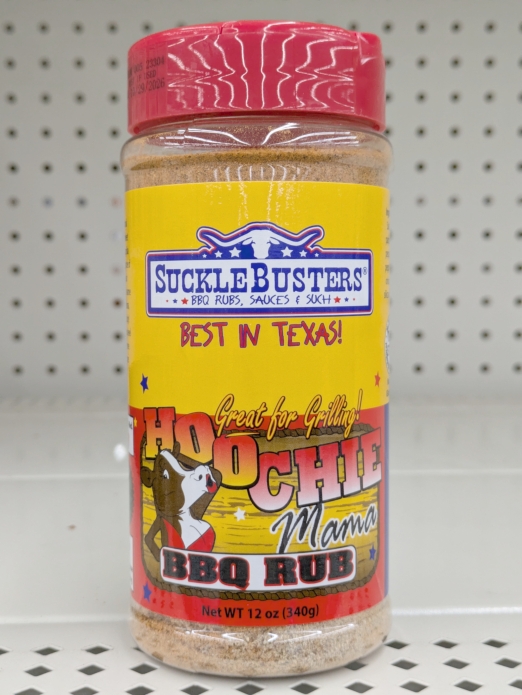 SUCKLEBUSTERS®
BBQ RUBS, SAUCES & SUCH
BEST IN TEXAS!
Great for Grilling!
HOOCHIE
Mama
BBQ RUB
Net WT 12 oz (340g)